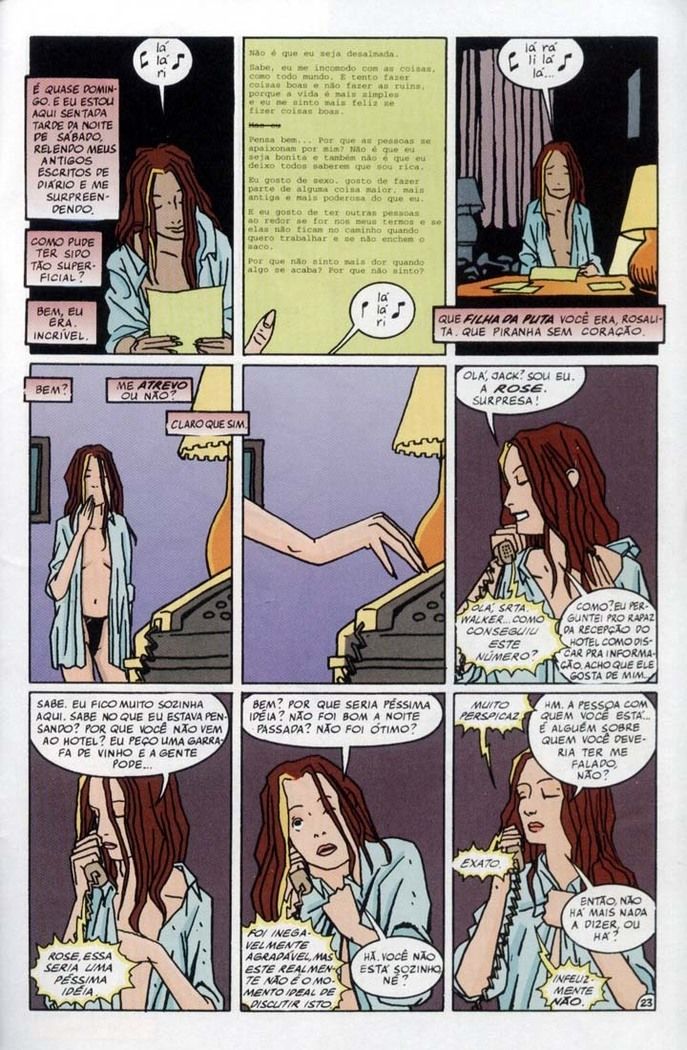 lá
lá
ri
É QUASE DOMIN-
GO. E EU ESTOU
AQUI SENTADA
TARDE DA NOITE
DE SÁBADO,
RELENDO MEUS
ANTIGOS
ESCRITOS DE
DIÁRIO E ME
SURPREEN-
DENDO.
COMO PUDE
TER SIDO
TÃO SUPER-
FICIAL?
BEM, EU
ERA.
INCRÍVEL.
Não é que eu seja desalmada.
Sabe, eu me incomodo com as coisas,
como todo mundo. E tento fazer
coisas boas e não fazer as ruins,
porque a vida é mais simples
e eu me sinto mais feliz se
fizer coisas boas.
Mas eu
Pensa bem... Por que as pessoas se
apaixonam por mim? Não é que eu
seja bonita e também não é que eu
deixo todos saberem que sou rica.
Eu gosto de sexo. gosto de fazer
parte de alguma coisa maior, mais
antiga e mais poderosa do que eu.
E eu gosto de ter outras pessoas
ao redor se for nos meus termos e se
elas não ficam no caminho quando
quero trabalhar e se não enchem o
saco.
Por que não sinto mais dor quando
algo se acaba? Por que não sinto?
lá
lá
ri
lá rá
li lá
lá...
QUE FILHA DA PUTA VOCÊ ERA, ROSALI-
TA. QUE PIRANHA SEM CORAÇÃO.
BEM?
ME ATREVO
OU NÃO?
CLARO QUE SIM.
OLÁ, JACK? SOU EU.
A ROSE.
SURPRESA!
OLÁ, SRTA.
WALKER... COMO
CONSEGUIU
ESTE
NÚMERO?
COMO? EU PER-
GUNTEI PRO RAPAZ
DA RECEPÇÃO DO
HOTEL COMO DIS-
CAR PRA INFORMA-
ÇÃO. ACHO QUE ELE
GOSTA DE MIM...
SABE. EU FICO MUITO SOZINHA
AQUI. SABE NO QUE EU ESTAVA PEN-
SANDO? POR QUE VOCÊ NÃO VEM
AO HOTEL? EU PEÇO UMA GARRA-
FA DE VINHO E A GENTE
PODE...
ROSE, ESSA
SERIA UMA
PÉSSIMA
IDÉIA.
BEM? POR QUE SERIA PÉSSIMA
IDÉIA? NÃO FOI BOM A NOITE
PASSADA? NÃO FOI ÓTIMO?
FOI INEGA-
VELMENTE
AGRADÁVEL, MAS
ESTE REALMEN-
TE NÃO É O MO-
MENTO IDEAL DE
DISCUTIR ISTO.
HÃ. VOCÊ NÃO
ESTÁ SOZINHO,
NÉ?
MUITO
PERSPICAZ.
HM. A PESSOA COM
QUEM VOCÊ ESTÁ...
É ALGUÉM SOBRE
QUEM VOCÊ DEVE-
RIA TER ME
FALADO,
NÃO?
EXATO.
ENTÃO, NÃO
HÁ MAIS NADA
A DIZER, OU
HÁ?
INFELIZ-
MENTE
NÃO.
23